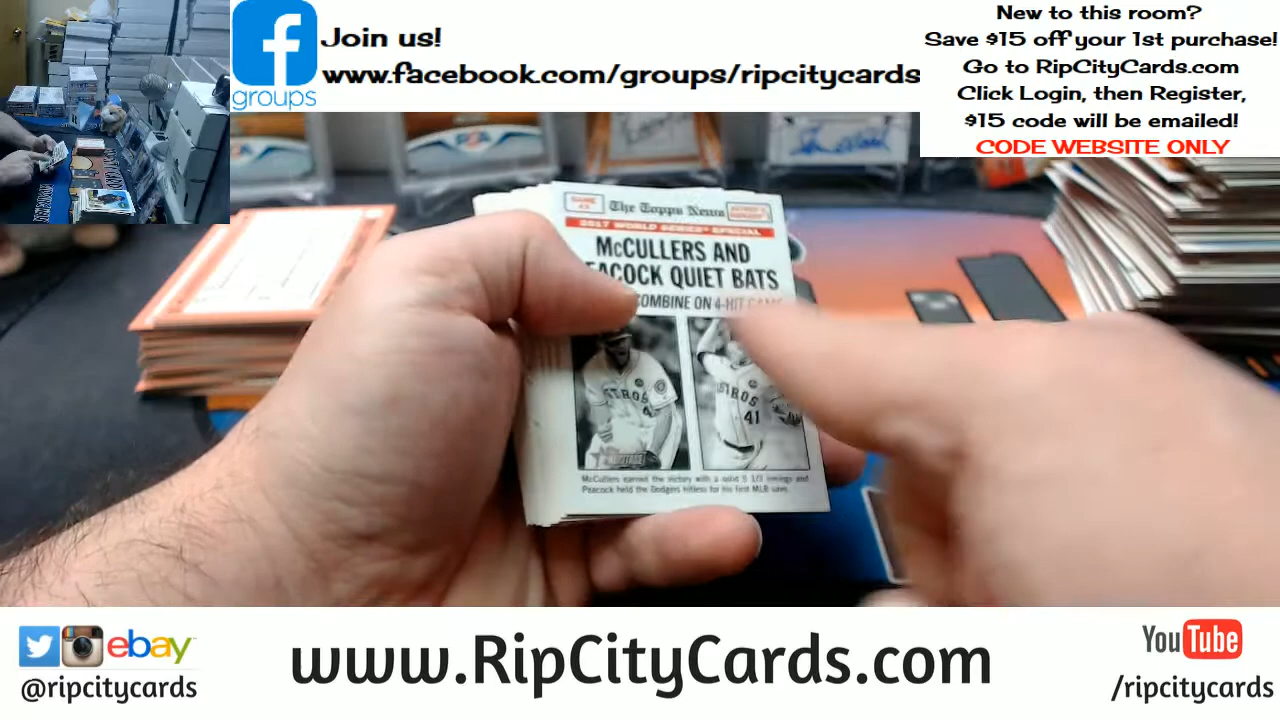 Join us!
www.facebook.com/groups/ripcitycards
groups
New to this room?
Save $15 off your 1st purchase!
Go to RipCityCards.com
Click Login, then Register,
$15 code will be emailed!
CODE WEBSITE ONLY
The Topps News
2017 WORLD SERIES SPECIAL
McCULLERS AND
PEACOCK QUIET BATS
COMBINE ON 4-HIT GAME
ASTROS
41
McCullers earned the victory with a solid 5 1/3 innings and
Peacock held the Dodgers hitless for his first MLB save.
ebay
@ripcitycards
www.RipCityCards.com
YouTube
/ripcitycards